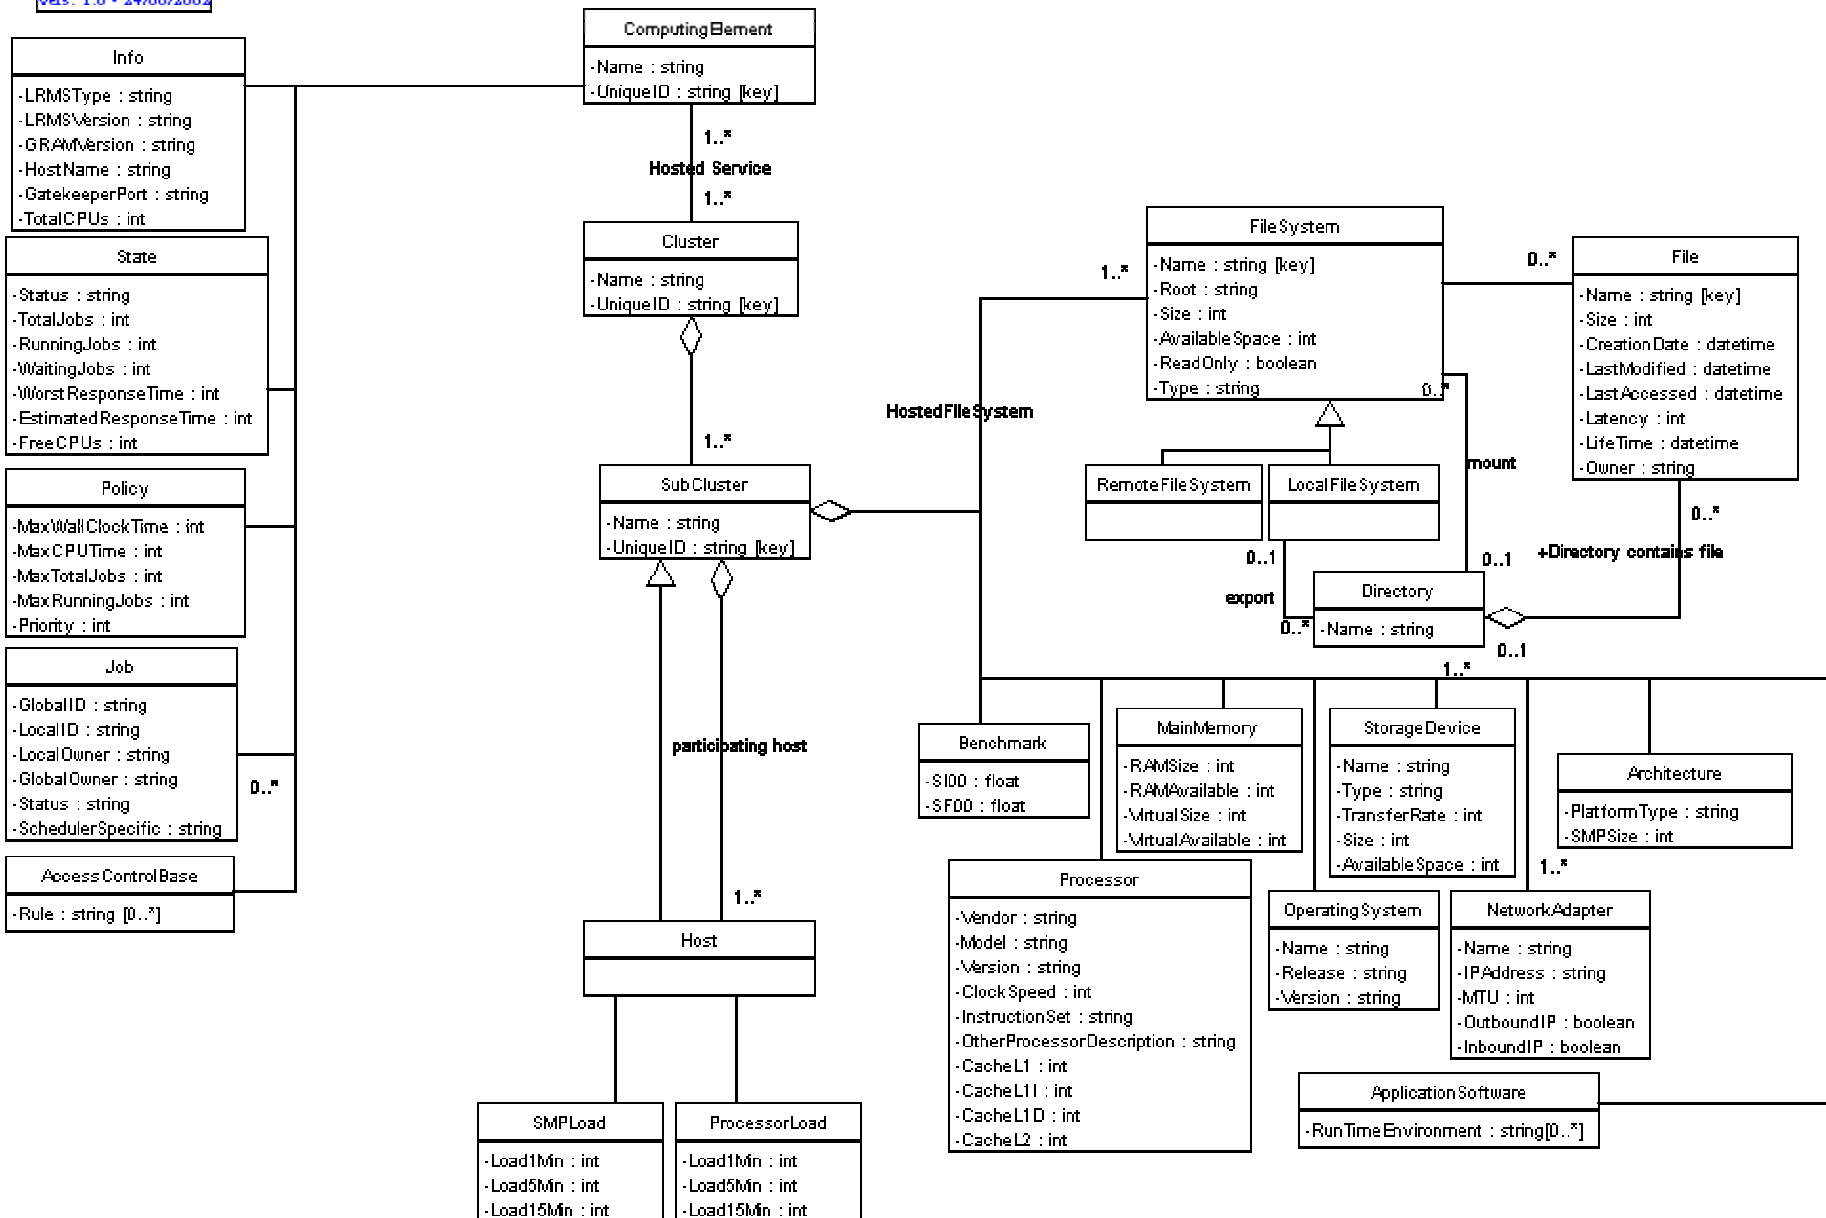 Vers. 1.0 - 24/06/2002
Info
-LRMSType : string
-LRMSVersion : string
-GRAMVersion : string
-HostName : string
-GatekeeperPort : string
-TotalCPUs : int
State
-Status : string
-TotalJobs : int
-RunningJobs : int
-WaitingJobs : int
-WorstResponseTime : int
-EstimatedResponseTime : int
-FreeCPUs : int
Policy
-MaxWallClockTime : int
-MaxCPUTime : int
-MaxTotalJobs : int
-MaxRunningJobs : int
-Priority : int
Job
-GlobalID : string
-LocalID : string
-LocalOwner : string
-GlobalOwner : string
-Status : string
-SchedulerSpecific : string
0..*
AccessControlBase
-Rule : string [0..*]
ComputingElement
-Name : string
-UniqueID : string [key]
1..*
Hosted Service
1..*
Cluster
-Name : string
-UniqueID : string [key]
1..*
SubCluster
-Name : string
-UniqueID : string [key]
participating host
1..*
Host
SMPLoad
-Load1Min : int
-Load5Min : int
-Load15Min : int
ProcessorLoad
-Load1Min : int
-Load5Min : int
-Load15Min : int
HostedFileSystem
1..*
FileSystem
-Name : string [key]
-Root : string
-Size : int
-AvailableSpace : int
-ReadOnly : boolean
-Type : string
0..*
0..*
File
-Name : string [key]
-Size : int
-CreationDate : datetime
-LastModified : datetime
-LastAccessed : datetime
-Latency : int
-LifeTime : datetime
-Owner : string
RemoteFileSystem
LocalFileSystem
mount
0..*
0..1
0..1
+Directory contains file
export
0..*
Directory
-Name : string
0..1
1..*
Benchmark
-SI00 : float
-SF00 : float
MainMemory
-RAMSize : int
-RAMAvailable : int
-VirtualSize : int
-VirtualAvailable : int
StorageDevice
-Name : string
-Type : string
-TransferRate : int
-Size : int
-AvailableSpace : int
Architecture
-PlatformType : string
-SMPSize : int
1..*
Processor
-Vendor : string
-Model : string
-Version : string
-ClockSpeed : int
-InstructionSet : string
-OtherProcessorDescription : string
-CacheL1 : int
-CacheL1I : int
-CacheL1D : int
-CacheL2 : int
OperatingSystem
-Name : string
-Release : string
-Version : string
NetworkAdapter
-Name : string
-IPAddress : string
-MTU : int
-OutboundIP : boolean
-InboundIP : boolean
ApplicationSoftware
-RunTimeEnvironment : string[0..*]